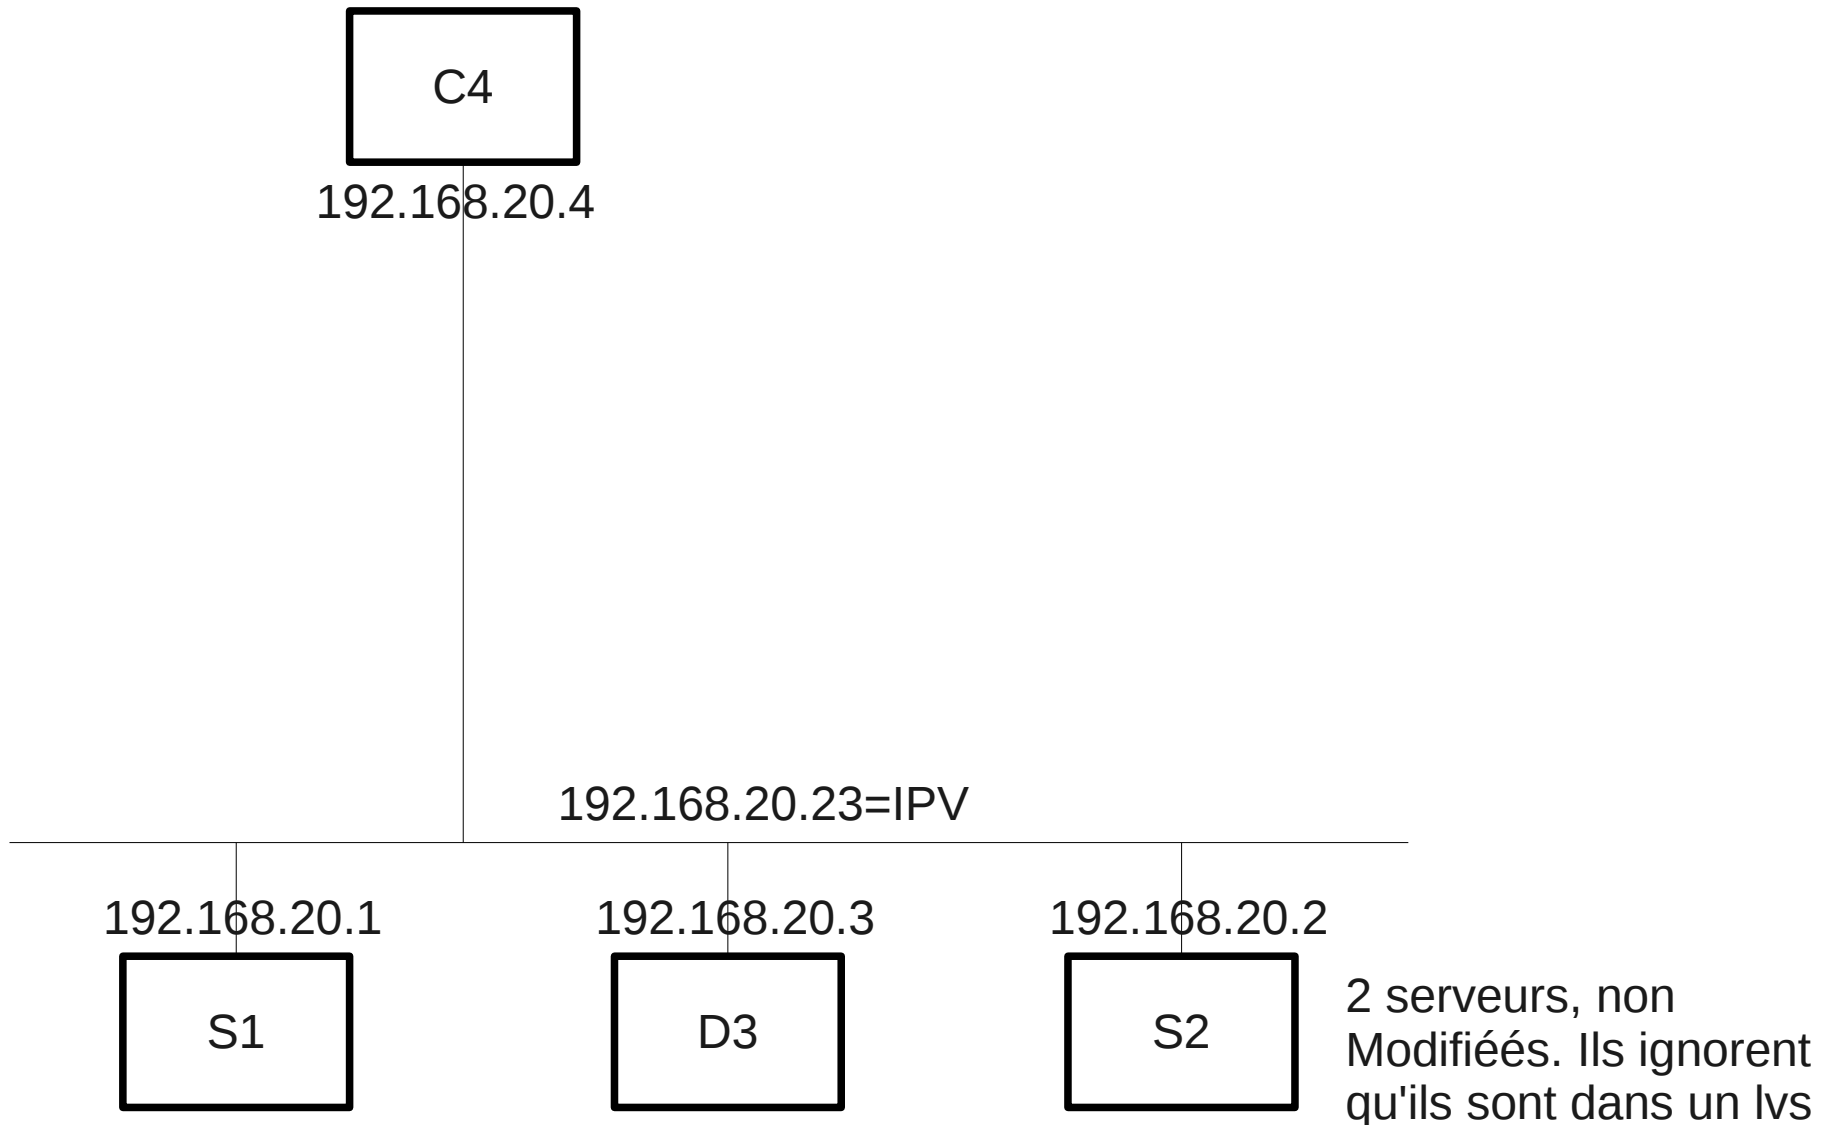 C4
192.168.20.4
192.168.20.23=IPV
192.168.20.1
192.168.20.3
192.168.20.2
S1
D3
S2
2 serveurs, non
Modifiéés. Ils ignorent
qu'ils sont dans un lvs